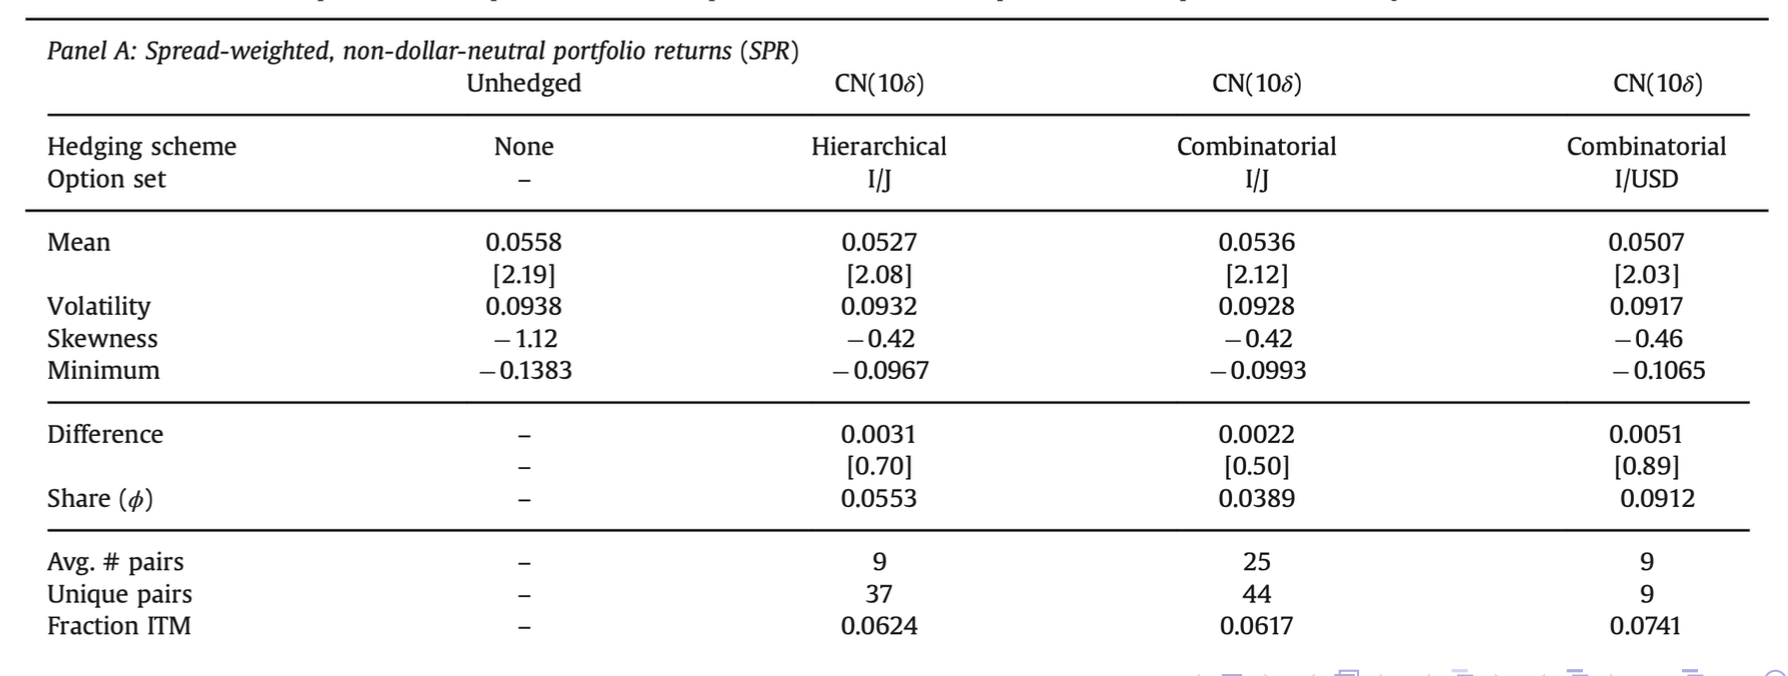 Panel A: Spread-weighted, non-dollar-neutral portfolio returns (SPR)
Unhedged CN(10δ) CN(10δ) CN(10δ)
Hedging scheme None Hierarchical Combinatorial Combinatorial
Option set – I/J I/J I/USD
Mean 0.0558 0.0527 0.0536 0.0507
[2.19] [2.08] [2.12] [2.03]
Volatility 0.0938 0.0932 0.0928 0.0917
Skewness −1.12 −0.42 −0.42 −0.46
Minimum −0.1383 −0.0967 −0.0993 −0.1065
Difference – 0.0031 0.0022 0.0051
– [0.70] [0.50] [0.89]
Share (ϕ) – 0.0553 0.0389 0.0912
Avg. # pairs – 9 25 9
Unique pairs – 37 44 9
Fraction ITM – 0.0624 0.0617 0.0741